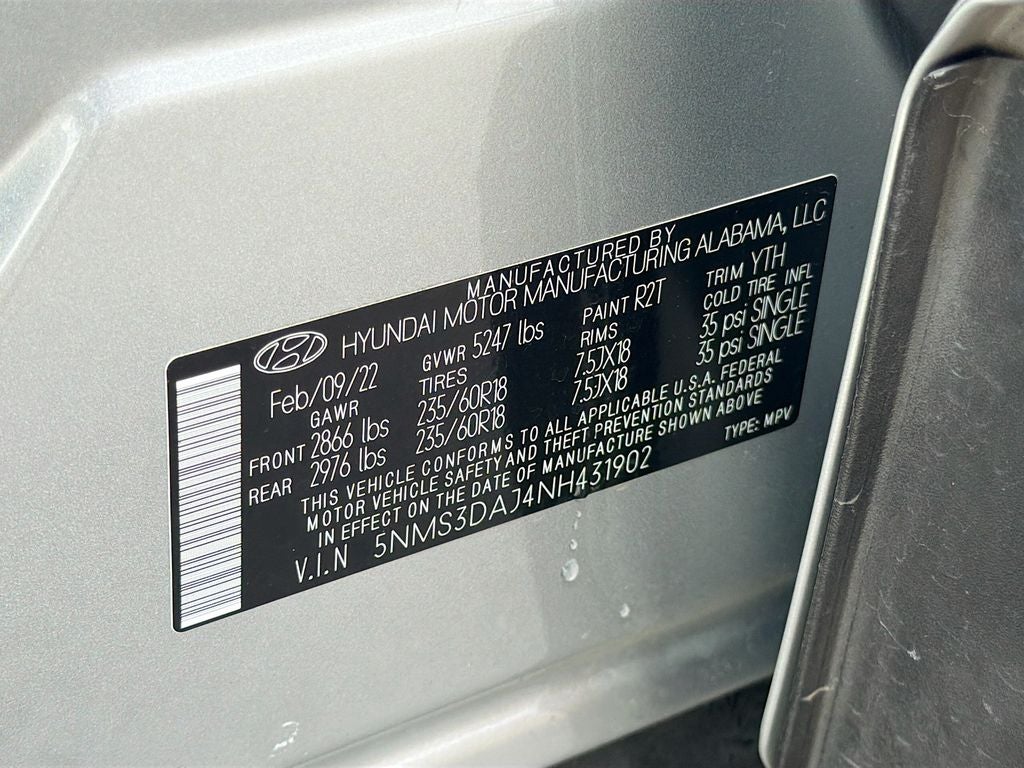 MANUFACTURED BY
HYUNDAI MOTOR MANUFACTURING ALABAMA, LLC
Feb/09/22 GVWR 5247 lbs PAINT R2T TRIM YTH
GAWR TIRES RIMS COLD TIRE INFL
FRONT 2866 lbs 235/60R18 7.5JX18 35 psi SINGLE
REAR 2976 lbs 235/60R18 7.5JX18 35 psi SINGLE
THIS VEHICLE CONFORMS TO ALL APPLICABLE U.S.A. FEDERAL
MOTOR VEHICLE SAFETY AND THEFT PREVENTION STANDARDS
IN EFFECT ON THE DATE OF MANUFACTURE SHOWN ABOVE
V.I.N 5NMS3DAJ4NH431902 TYPE: MPV